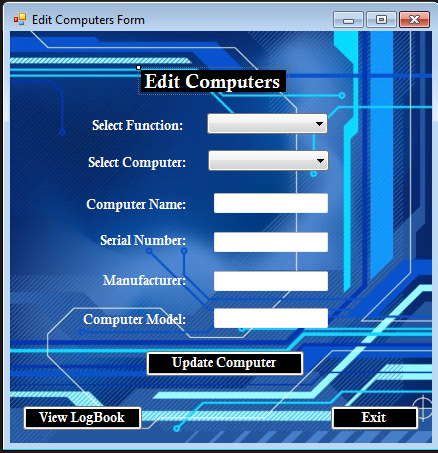 Edit Computers Form
Edit Computers
Select Function:
Select Computer:
Computer Name:
Serial Number:
Manufacturer:
Computer Model:
Update Computer
View LogBook Exit